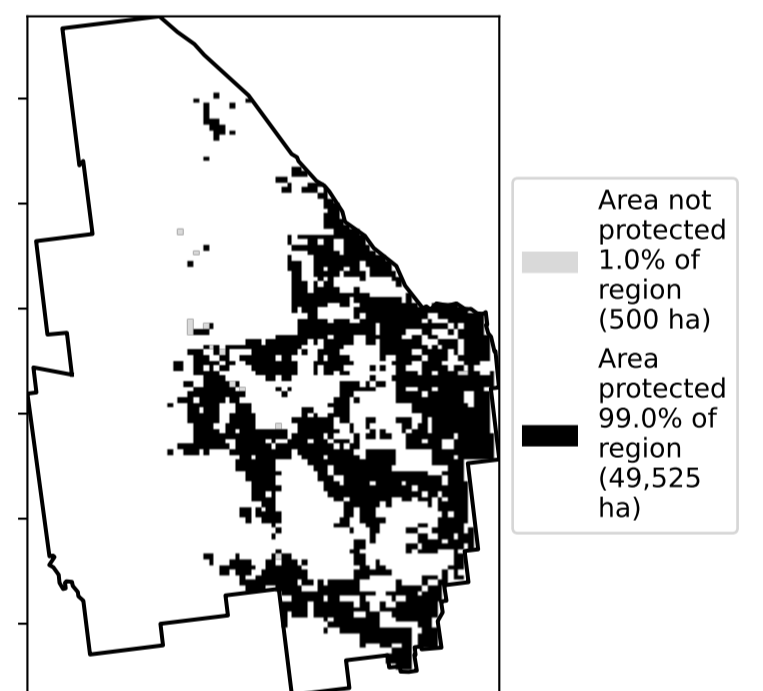 Area not
protected
1.0% of
region
(500 ha)
Area
protected
99.0% of
region
(49,525
ha)